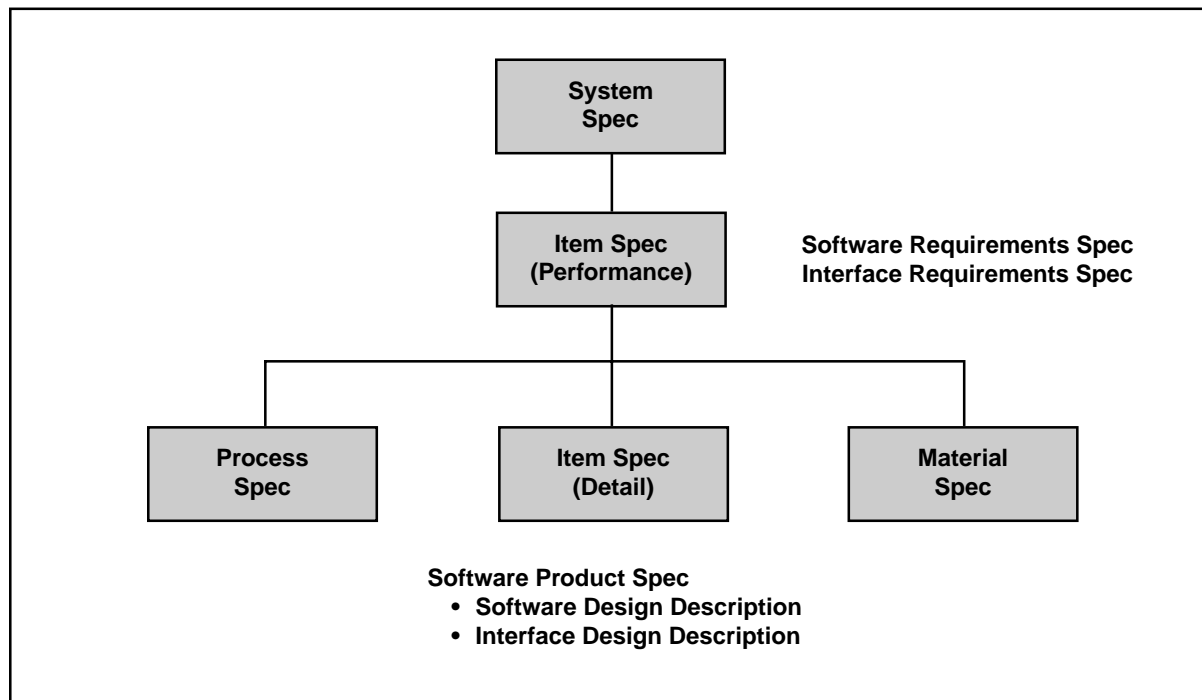 System
Spec
Item Spec
(Performance)
Software Requirements Spec
Interface Requirements Spec
Process
Spec
Item Spec
(Detail)
Material
Spec
Software Product Spec
• Software Design Description
• Interface Design Description